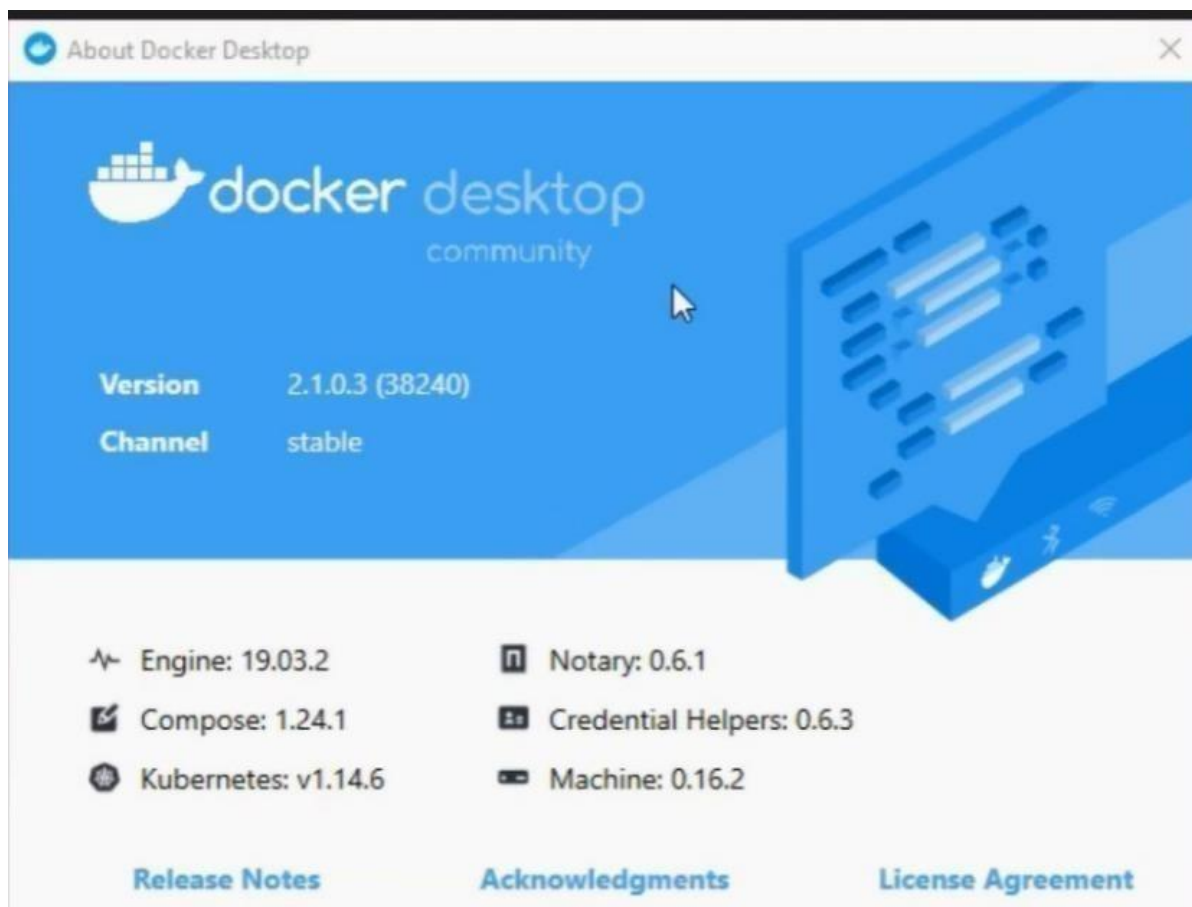 About Docker Desktop
docker desktop
community
Version 2.1.0.3 (38240)
Channel stable
Engine: 19.03.2 Notary: 0.6.1
Compose: 1.24.1 Credential Helpers: 0.6.3
Kubernetes: v1.14.6 Machine: 0.16.2
Release Notes Acknowledgments License Agreement